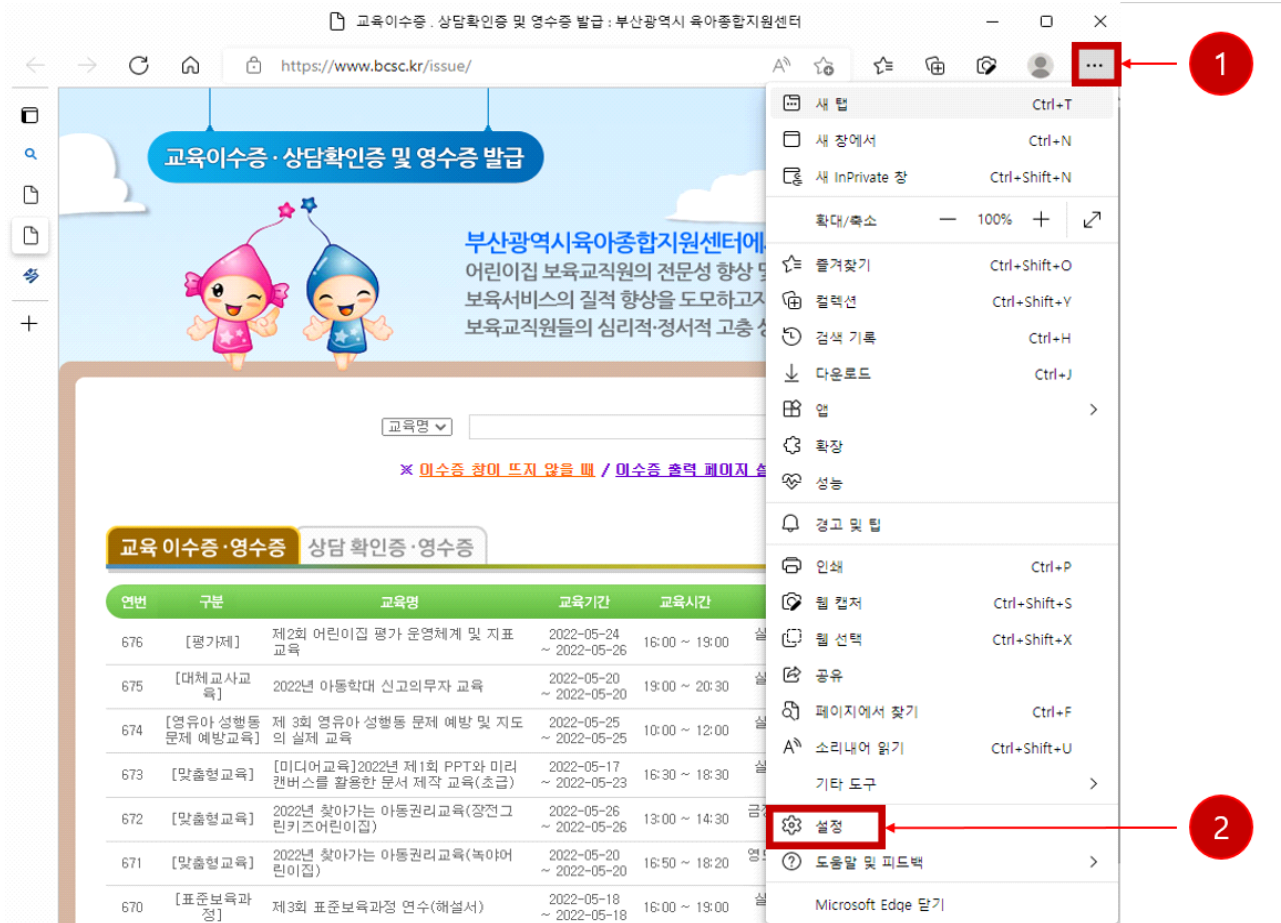 교육이수증 . 상담확인증 및 영수증 발급 : 부산광역시 육아종합지원센터
https://www.bcsc.kr/issue/
1
교육이수증 · 상담확인증 및 영수증 발급
부산광역시육아종합지원센터에
어린이집 보육교직원의 전문성 향상 및
보육서비스의 질적 향상을 도모하고자
보육교직원들의 심리적·정서적 고충
교육명
※ 이수증 창이 뜨지 않을 때 / 이수증 출력 페이지
교육 이수증 · 영수증
상담 확인증 · 영수증
연번 구분 교육명 교육기간 교육시간
676 [평가제] 제2회 어린이집 평가 운영체계 및 지표 교육 2022-05-24 ~ 2022-05-26 16:00 ~ 19:00
675 [대체교사교육] 2022년 아동학대 신고의무자 교육 2022-05-20 ~ 2022-05-20 19:00 ~ 20:30
674 [영유아 성행동 문제 예방교육] 제 3회 영유아 성행동 문제 예방 및 지도의 실제 교육 2022-05-25 ~ 2022-05-25 10:00 ~ 12:00
673 [맞춤형교육] [미디어교육]2022년 제1회 PPT와 미리캔버스를 활용한 문서 제작 교육(초급) 2022-05-17 ~ 2022-05-23 16:30 ~ 18:30
672 [맞춤형교육] 2022년 찾아가는 아동권리교육(장전그린키즈어린이집) 2022-05-26 ~ 2022-05-26 13:00 ~ 14:30
671 [맞춤형교육] 2022년 찾아가는 아동권리교육(녹야어린이집) 2022-05-20 ~ 2022-05-20 16:50 ~ 18:20
670 [표준보육과정] 제3회 표준보육과정 연수(해설서) 2022-05-18 ~ 2022-05-18 16:00 ~ 19:00
새 탭 Ctrl+T
새 창에서 Ctrl+N
새 InPrivate 창 Ctrl+Shift+N
확대/축소 — 100% +
즐겨찾기 Ctrl+Shift+O
컬렉션 Ctrl+Shift+Y
검색 기록 Ctrl+H
다운로드 Ctrl+J
앱
확장
성능
경고 및 팁
인쇄 Ctrl+P
웹 캡처 Ctrl+Shift+S
웹 선택 Ctrl+Shift+X
공유
페이지에서 찾기 Ctrl+F
소리내어 읽기 Ctrl+Shift+U
기타 도구
설정
2
도움말 및 피드백
Microsoft Edge 닫기